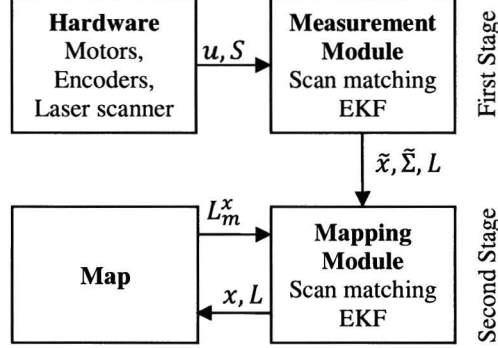 Hardware
Motors,
Encoders,
Laser scanner
u, S
Measurement
Module
Scan matching
EKF
First Stage
x̃, Σ̃, L
Map
Lₘˣ
x, L
Mapping
Module
Scan matching
EKF
Second Stage